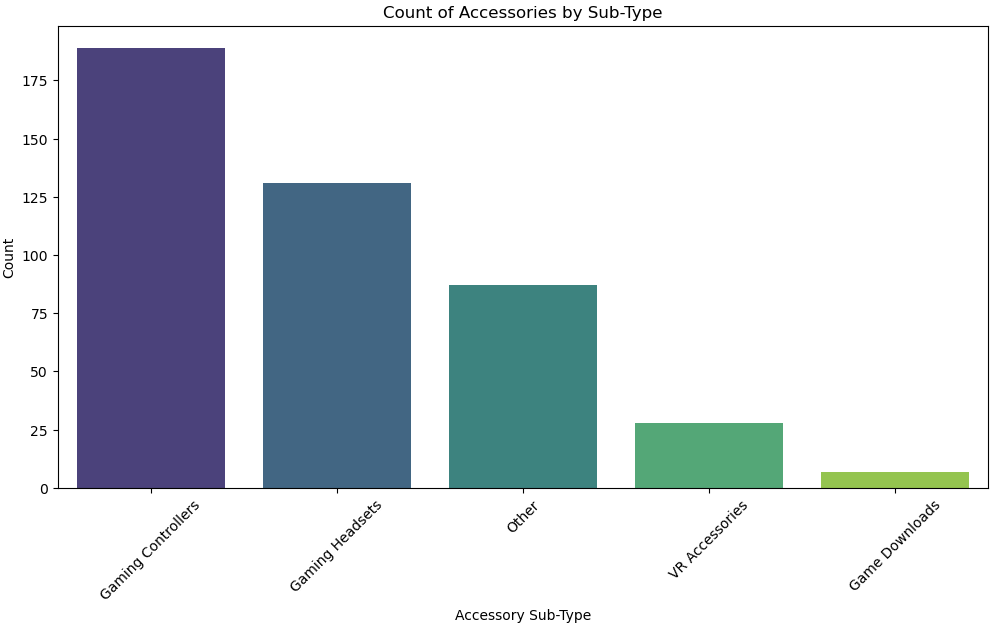 Count of Accessories by Sub-Type
Count
175
150
125
100
75
50
25
0
Gaming Controllers
Gaming Headsets
Other
VR Accessories
Game Downloads
Accessory Sub-Type